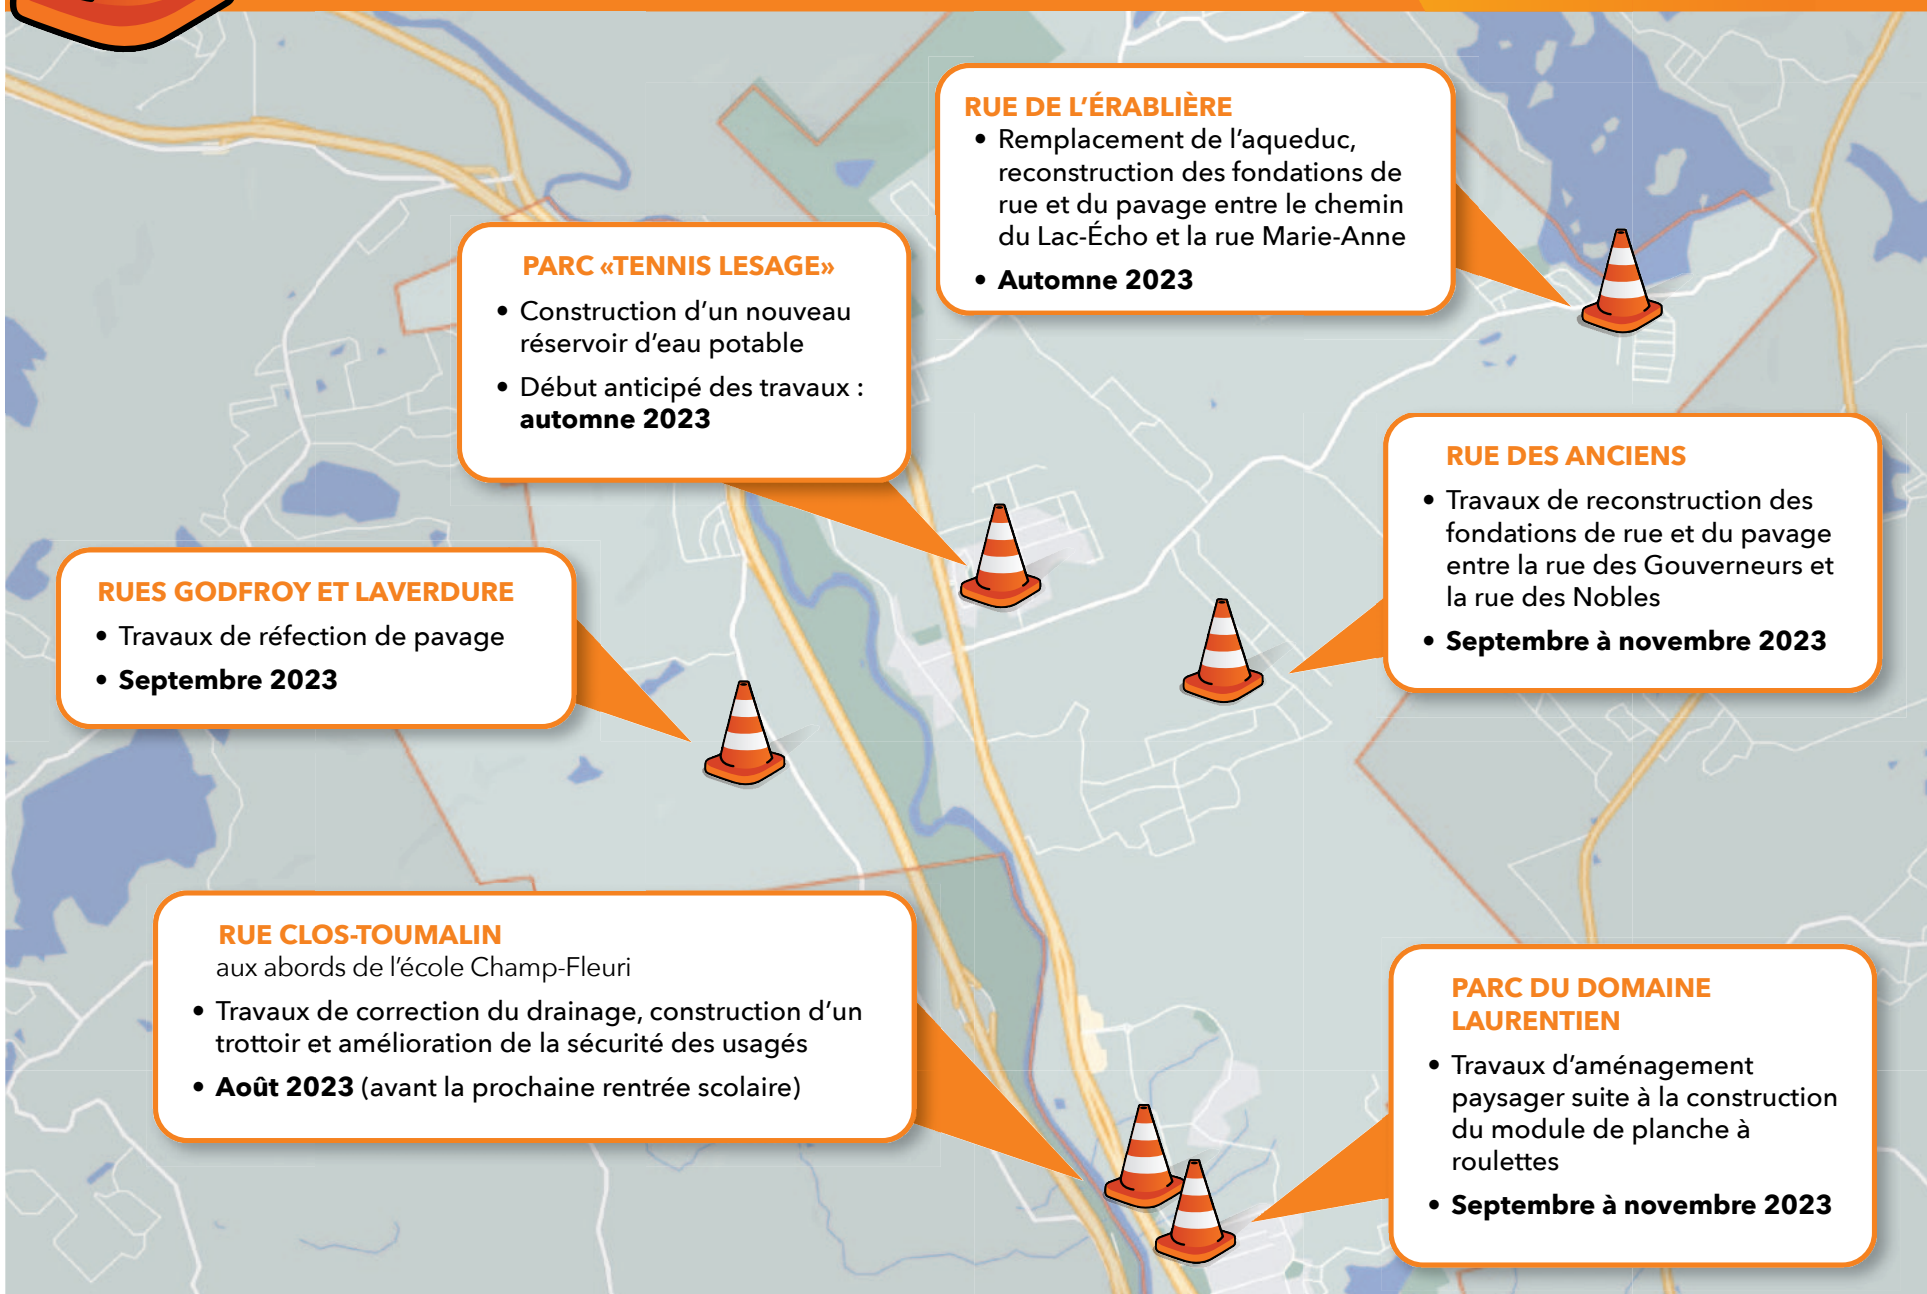 RUE DE L'ÉRABLIÈRE
• Remplacement de l'aqueduc,
reconstruction des fondations de
rue et du pavage entre le chemin
du Lac-Écho et la rue Marie-Anne
• Automne 2023
PARC «TENNIS LESAGE»
• Construction d'un nouveau
réservoir d'eau potable
• Début anticipé des travaux :
automne 2023
RUE DES ANCIENS
• Travaux de reconstruction des
fondations de rue et du pavage
entre la rue des Gouverneurs et
la rue des Nobles
• Septembre à novembre 2023
RUES GODFROY ET LAVERDURE
• Travaux de réfection de pavage
• Septembre 2023
RUE CLOS-TOUMALIN
aux abords de l'école Champ-Fleuri
• Travaux de correction du drainage, construction d'un
trottoir et amélioration de la sécurité des usagés
• Août 2023 (avant la prochaine rentrée scolaire)
PARC DU DOMAINE
LAURENTIEN
• Travaux d'aménagement
paysager suite à la construction
du module de planche à
roulettes
• Septembre à novembre 2023